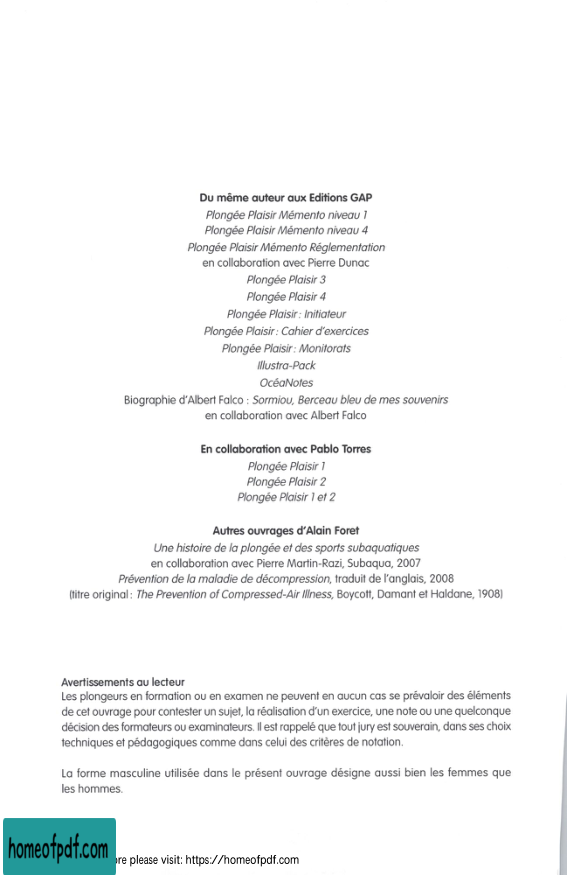 Du même auteur aux Editions GAP
Plongée Plaisir Mémento niveau 1
Plongée Plaisir Mémento niveau 4
Plongée Plaisir Mémento Réglementation
en collaboration avec Pierre Dunac
Plongée Plaisir 3
Plongée Plaisir 4
Plongée Plaisir : Initiateur
Plongée Plaisir : Cahier d'exercices
Plongée Plaisir : Monitorats
Illustra-Pack
OcéaNotes
Biographie d'Albert Falco : Sormiou, Berceau bleu de mes souvenirs
en collaboration avec Albert Falco
En collaboration avec Pablo Torres
Plongée Plaisir 1
Plongée Plaisir 2
Plongée Plaisir 1 et 2
Autres ouvrages d'Alain Foret
Une histoire de la plongée et des sports subaquatiques
en collaboration avec Pierre Martin-Razi, Subaqua, 2007
Prévention de la maladie de décompression, traduit de l'anglais, 2008
(titre original : The Prevention of Compressed-Air Illness, Boycott, Damant et Haldane, 1908)
Avertissements au lecteur
Les plongeurs en formation ou en examen ne peuvent en aucun cas se prévaloir des éléments
de cet ouvrage pour contester un sujet, la réalisation d'un exercice, une note ou une quelconque
décision des formateurs ou examinateurs. Il est rappelé que tout jury est souverain, dans ses choix
techniques et pédagogiques comme dans celui des critères de notation.
La forme masculine utilisée dans le présent ouvrage désigne aussi bien les femmes que
les hommes.
homeofpdf.com
re please visit: https://homeofpdf.com